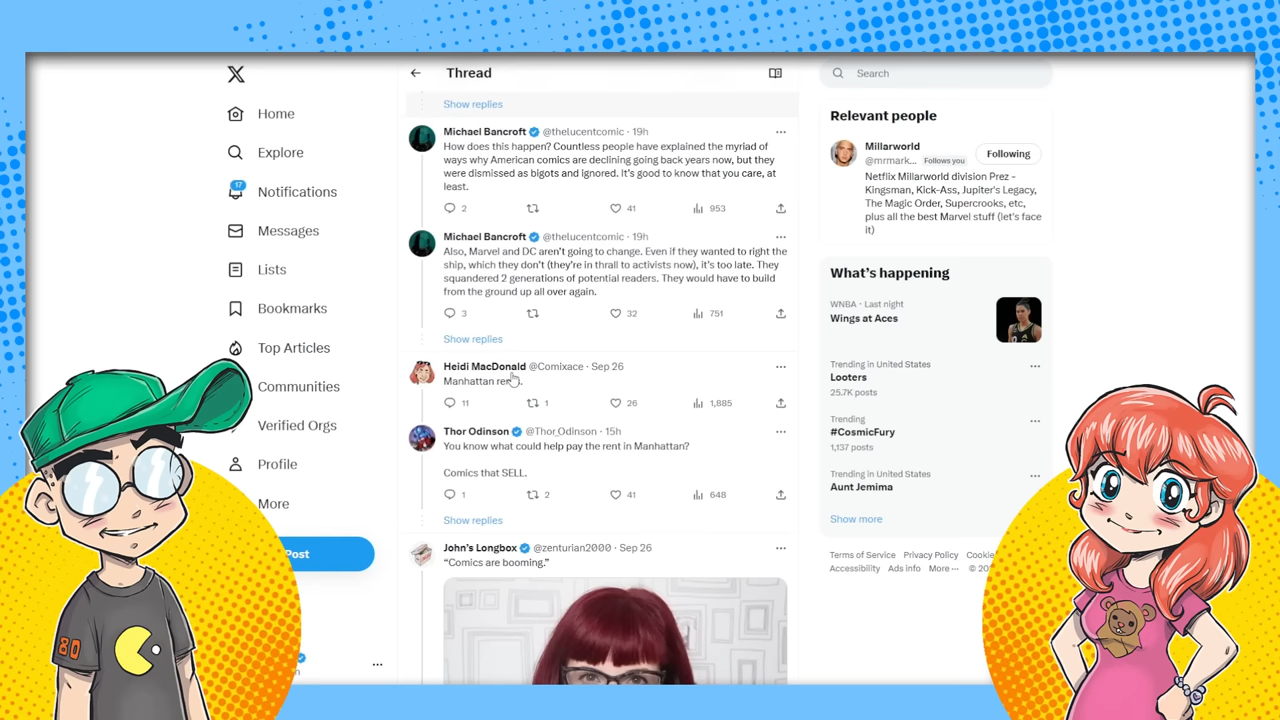 Home
Explore
17
Notifications
Messages
Lists
Bookmarks
Top Articles
Communities
Verified Orgs
Profile
More
Post
Thread
Show replies
Michael Bancroft @thelucentcomic · 19h
How does this happen? Countless people have explained the myriad of
ways why American comics are declining going back years now, but they
were dismissed as bigots and ignored. It's good to know that you care, at
least.
2 41 953
Michael Bancroft @thelucentcomic · 19h
Also, Marvel and DC aren't going to change. Even if they wanted to right the
ship, which they don't (they're in thrall to activists now), it's too late. They
squandered 2 generations of potential readers. They would have to build
from the ground up all over again.
3 32 751
Show replies
Heidi MacDonald @Comixace · Sep 26
Manhattan
11 1 26 1,885
Thor Odinson @Thor_Odinson · 15h
You know what could help pay the rent in Manhattan?
Comics that SELL.
1 2 41 648
Show replies
John's Longbox @zenturian2000 · Sep 26
"Comics are booming."
Search
Relevant people
Millarworld
@mrmark... Follows you
Following
Netflix Millarworld division Prez -
Kingsman, Kick-Ass, Jupiter's Legacy,
The Magic Order, Supercrooks, etc,
plus all the best Marvel stuff (let's face
it)
What's happening
WNBA · Last night
Wings at Aces
Trending in United States
Looters
25.7K posts
Trending
#CosmicFury
1,137 posts
Trending in United States
Aunt Jemima
Show more
Terms of Service Privacy Policy Cookie
Accessibility Ads info More ··· ©
80